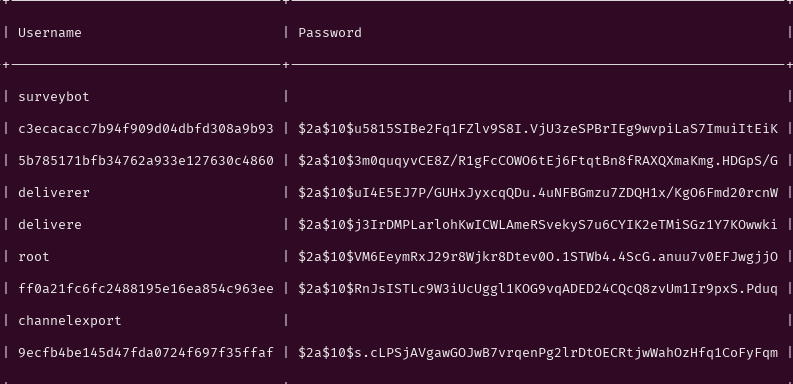 | Username | Password |
| surveybot | |
| c3ecacacc7b94f909d04dbfd308a9b93 | $2a$10$u5815SIBe2Fq1FZlv9S8I.VjU3zeSPBrIEg9wvpiLaS7ImuiItEiK |
| 5b785171bfb34762a933e127630c4860 | $2a$10$3m0quqyvCE8Z/R1gFcCOWO6tEj6FtqtBn8fRAXQXmaKmg.HDGpS/G |
| deliverer | $2a$10$uI4E5EJ7P/GUHxJyxcqQDu.4uNFBGmzu7ZDQH1x/KgO6Fmd20rcnW |
| delivere | $2a$10$j3IrDMPLarlohKwICWLAmeRSvekyS7u6CYIK2eTMiSGz1Y7KOwwki |
| root | $2a$10$VM6EeymRxJ29r8Wjkr8Dtev0O.1STWb4.4ScG.anuu7v0EFJwgjjO |
| ff0a21fc6fc2488195e16ea854c963ee | $2a$10$RnJsISTLc9W3iUcUggl1KOG9vqADED24CQcQ8zvUm1Ir9pxS.Pduq |
| channelexport | |
| 9ecfb4be145d47fda0724f697f35ffaf | $2a$10$s.cLPSjAVgawGOJwB7vrqenPg2lrDtOECRtjwWahOzHfq1CoFyFqm |